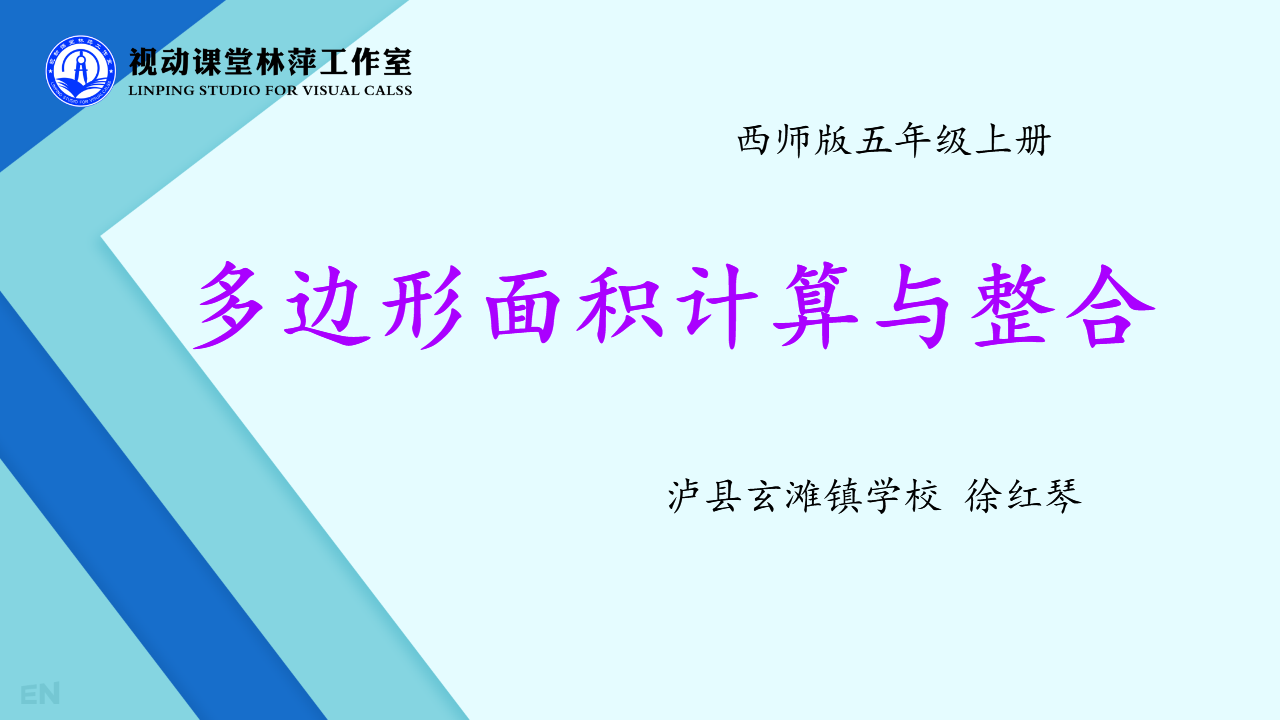 视动课堂林萍工作室
LINPING STUDIO FOR VISUAL CALSS
西师版五年级上册
多边形面积计算与整合
泸县玄滩镇学校 徐红琴
EN